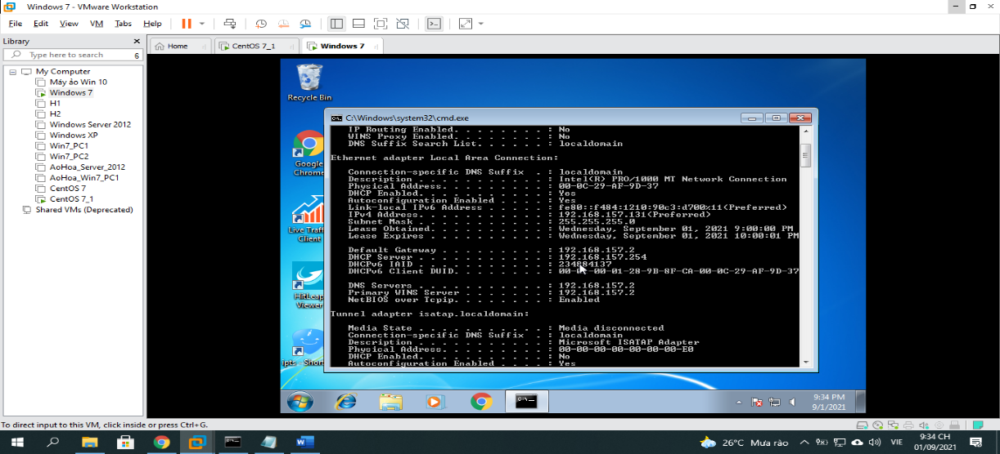 Windows 7 - VMware Workstation
File Edit View VM Tabs Help
Library
Type here to search
6
My Computer
Máy ảo Win 10
Windows 7
H1
H2
Windows Server 2012
Windows XP
Win7_PC1
Win7_PC2
AoHoa_Server_2012
AoHoa_Win7_PC1
CentOS 7
CentOS 7_1
Shared VMs (Deprecated)
Home CentOS 7_1 Windows 7
Recycle Bin
Google
Chrome
Live Traff
Client
HitLeap
Viewer
ipts - Shor
C:\Windows\system32\cmd.exe
IP Routing Enabled. . . . . . . . : No
WINS Proxy Enabled. . . . . . . . : No
DNS Suffix Search List. . . . . . : localdomain
Ethernet adapter Local Area Connection:
Connection-specific DNS Suffix . : localdomain
Description . . . . . . . . . . . : Intel(R) PRO/1000 MT Network Connection
Physical Address. . . . . . . . . : 00-0C-29-AF-9D-37
DHCP Enabled. . . . . . . . . . . : Yes
Autoconfiguration Enabled . . . . : Yes
Link-local IPv6 Address . . . . . : fe80::f484:1210:90c3:d700%11(Preferred)
IPv4 Address. . . . . . . . . . . : 192.168.157.131(Preferred)
Subnet Mask . . . . . . . . . . . : 255.255.255.0
Lease Obtained. . . . . . . . . . : Wednesday, September 01, 2021 9:00:00 PM
Lease Expires . . . . . . . . . . : Wednesday, September 01, 2021 10:00:01 PM
Default Gateway . . . . . . . . . : 192.168.157.2
DHCP Server . . . . . . . . . . . : 192.168.157.254
DHCPv6 IAID . . . . . . . . . . . : 234884137
DHCPv6 Client DUID. . . . . . . . : 00-01-00-01-28-9B-8F-CA-00-0C-29-AF-9D-37
DNS Servers . . . . . . . . . . . : 192.168.157.2
Primary WINS Server . . . . . . . : 192.168.157.2
NetBIOS over Tcpip. . . . . . . . : Enabled
Tunnel adapter isatap.localdomain:
Media State . . . . . . . . . . . : Media disconnected
Connection-specific DNS Suffix . : localdomain
Description . . . . . . . . . . . : Microsoft ISATAP Adapter
Physical Address. . . . . . . . . : 00-00-00-00-00-00-00-E0
DHCP Enabled. . . . . . . . . . . : No
Autoconfiguration Enabled . . . . : Yes
9:34 PM
9/1/2021
To direct input to this VM, click inside or press Ctrl+G.
26°C Mưa rào
VIE
9:34 CH
01/09/2021